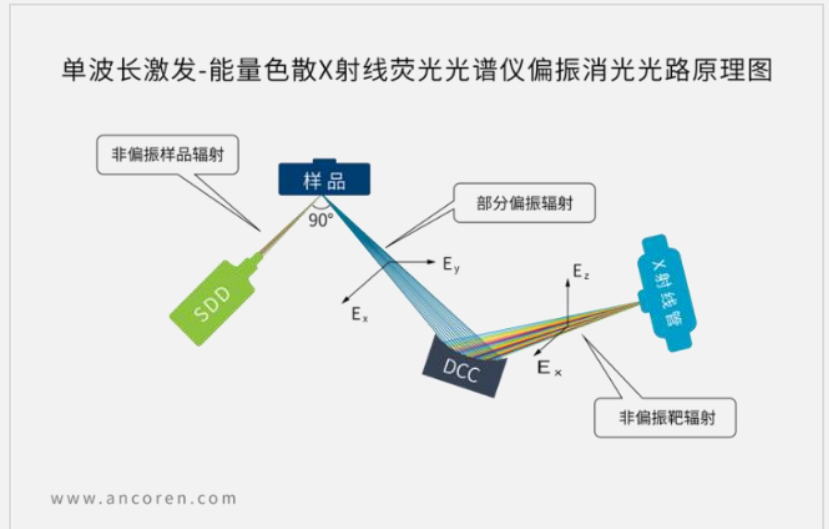 单波长激发-能量色散X射线荧光光谱仪偏振消光光路原理图
非偏振样品辐射
样品
90°
部分偏振辐射
Ey
Ex
SDD
DCC
Ez
Ex
X射线管
非偏振靶辐射
www.ancoren.com